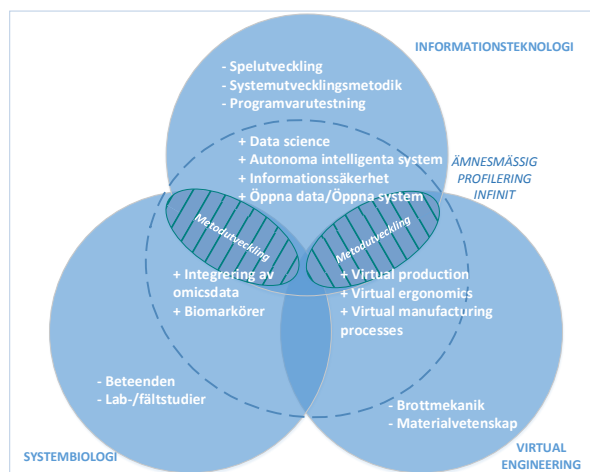 INFORMATIONSTEKNOLOGI
- Spelutveckling
- Systemutvecklingsmetodik
- Programvarutestning
+ Data science
+ Autonoma intelligenta system
+ Informationssäkerhet
+ Öppna data/Öppna system
ÄMNESMÄSSIG
PROFILERING
INFINIT
Metodutveckling
Metodutveckling
+ Integrering av
omicsdata
+ Biomarkörer
+ Virtual production
+ Virtual ergonomics
+ Virtual manufacturing
processes
- Beteenden
- Lab-/fältstudier
- Brottmekanik
- Materialvetenskap
SYSTEMBIOLOGI
VIRTUAL
ENGINEERING